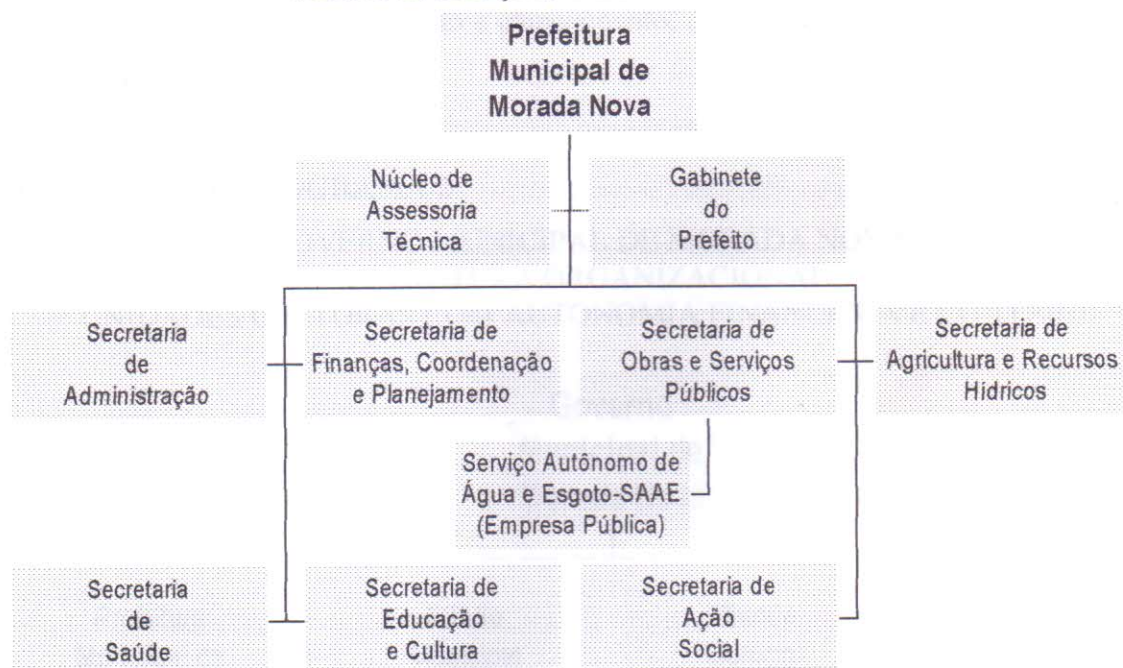 Prefeitura
Municipal de
Morada Nova
Núcleo de
Assessoria
Técnica
Gabinete
do
Prefeito
Secretaria
de
Administração
Secretaria de
Finanças, Coordenação
e Planejamento
Secretaria de
Obras e Serviços
Públicos
Secretaria de
Agricultura e Recursos
Hidricos
Serviço Autônomo de
Água e Esgoto-SAAE
(Empresa Pública)
Secretaria
de
Saúde
Secretaria de
Educação
e Cultura
Secretaria de
Ação
Social